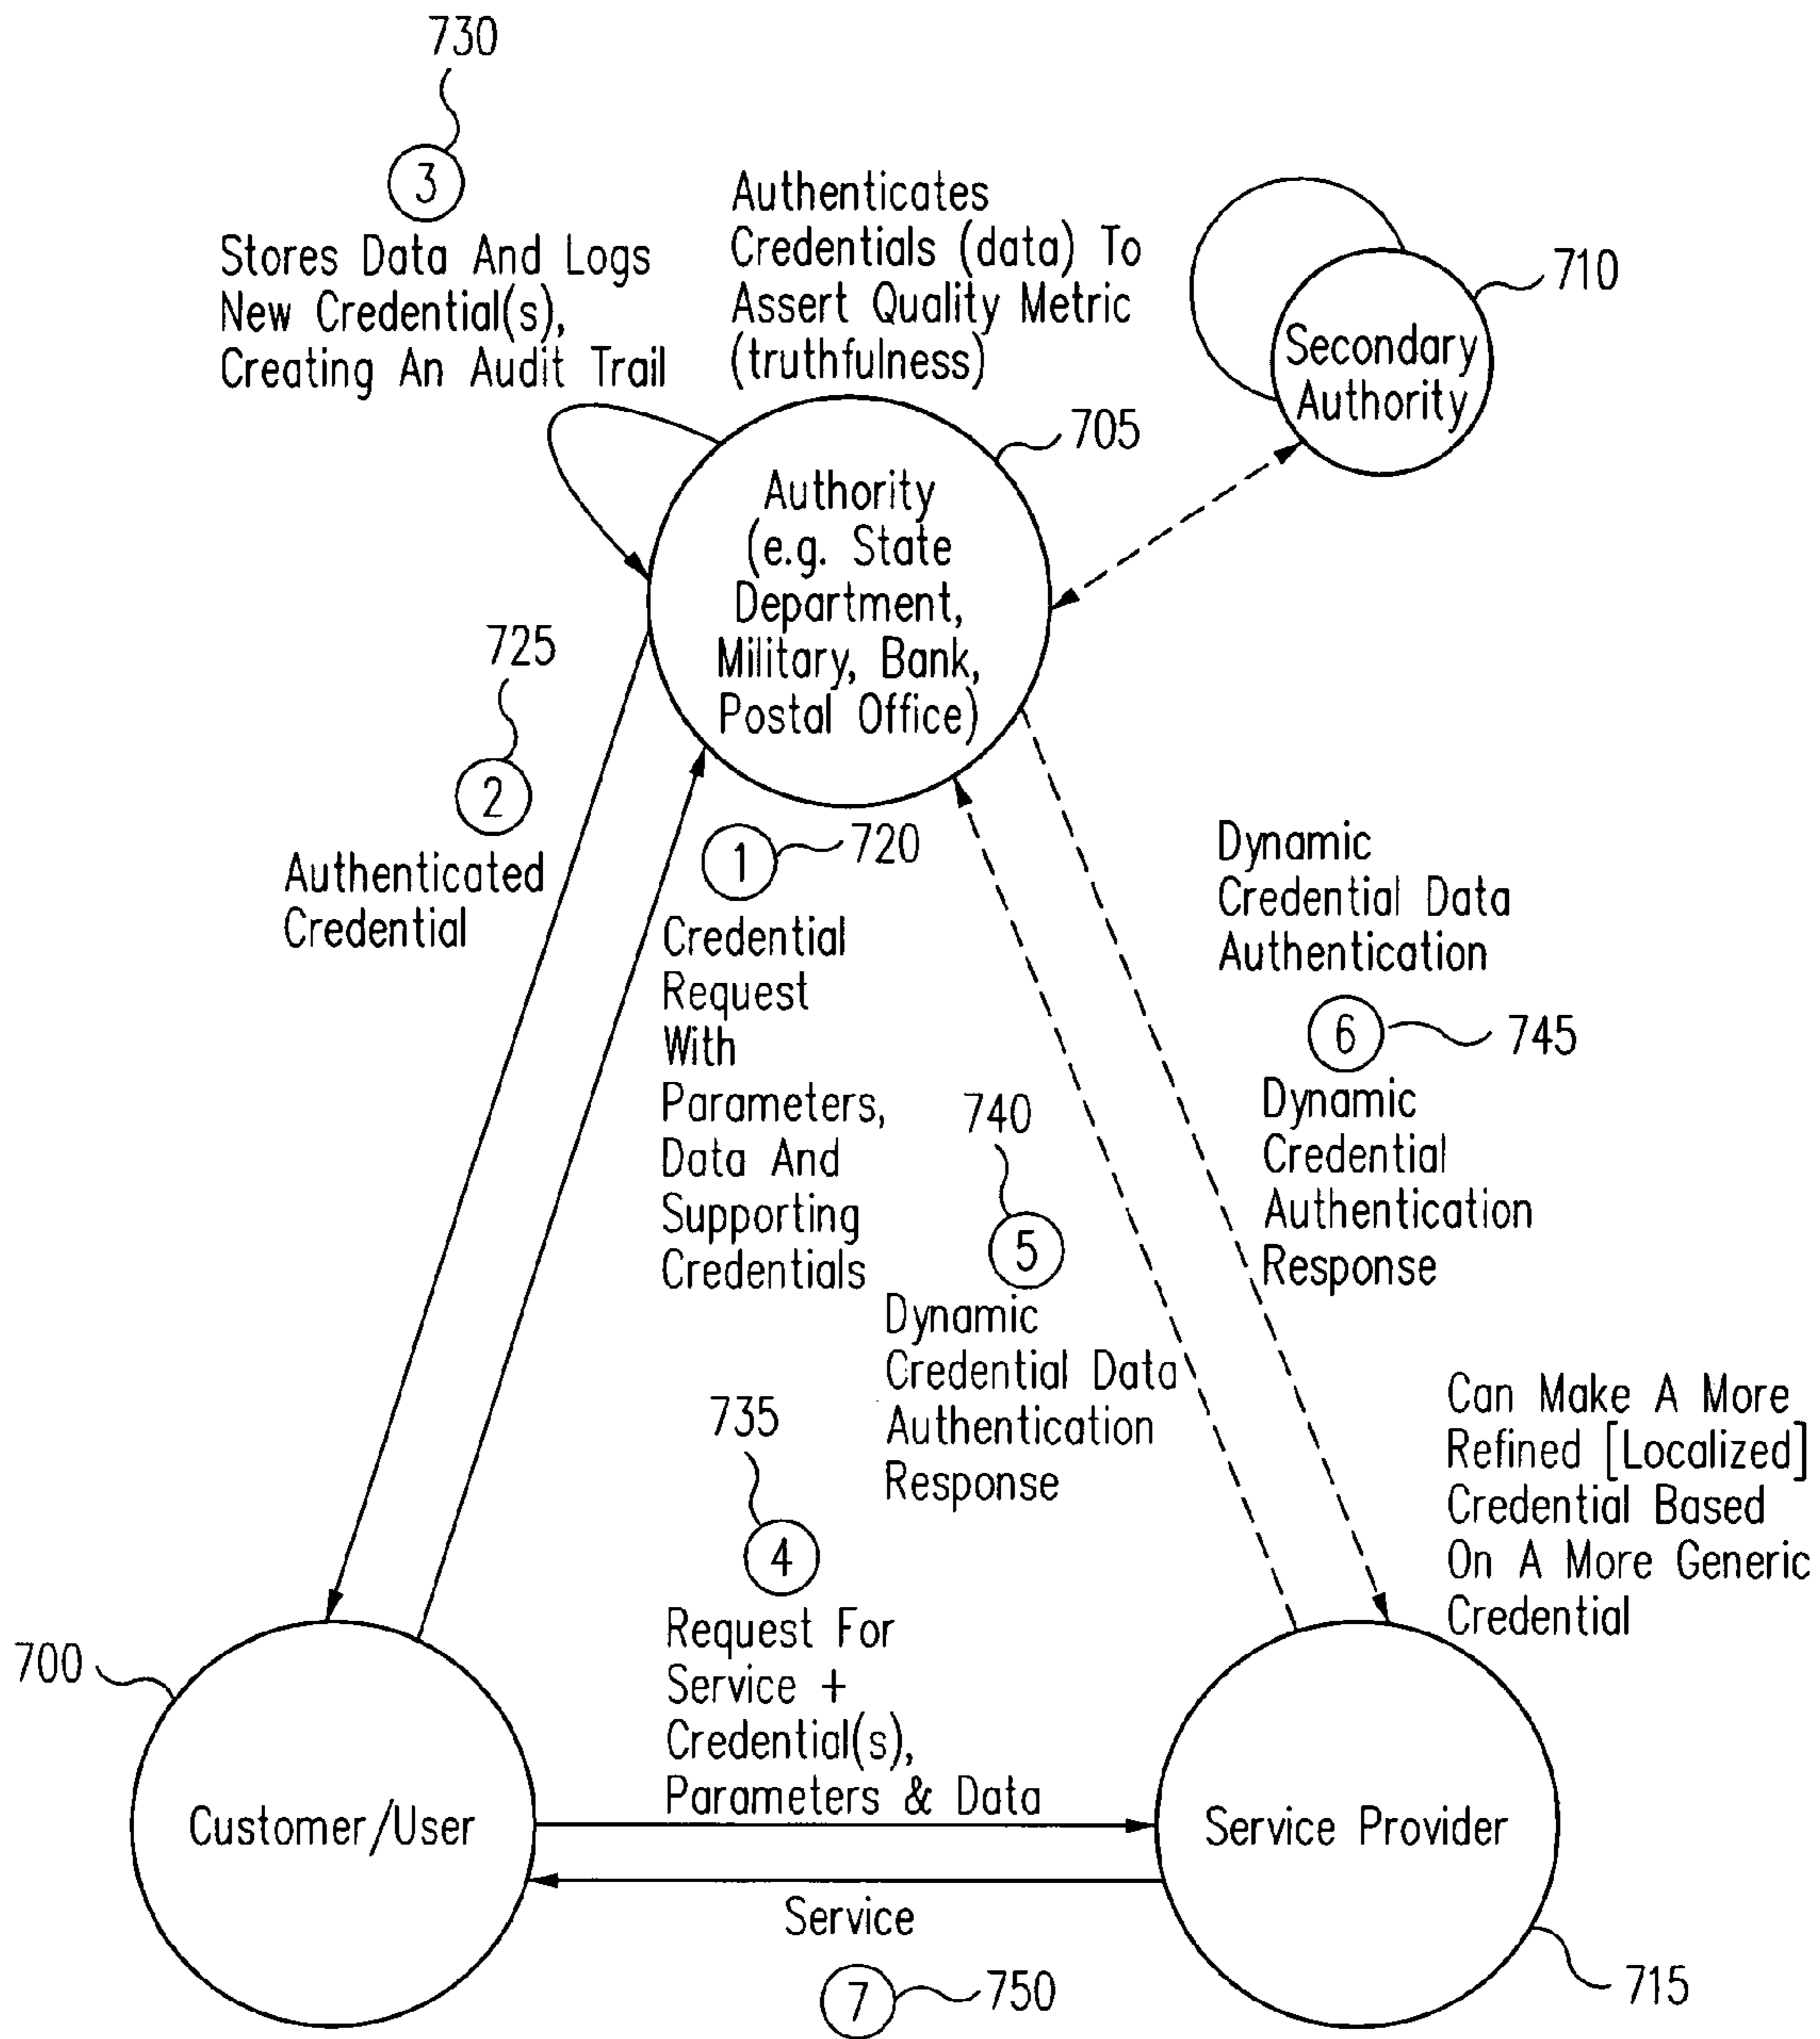 730
3
Stores Data And Logs
New Credential(s),
Creating An Audit Trail
Authenticates
Credentials (data) To
Assert Quality Metric
(truthfulness)
710
Secondary
Authority
705
Authority
(e.g. State
Department,
Military, Bank,
Postal Office)
725
2
Authenticated
Credential
1
720
Credential
Request
With
Parameters,
Data And
Supporting
Credentials
Dynamic
Credential Data
Authentication
6
745
Dynamic
Credential
Authentication
Response
740
5
Dynamic
Credential Data
Authentication
Response
Can Make A More
Refined [Localized]
Credential Based
On A More Generic
Credential
735
4
Request For
Service +
Credential(s),
Parameters & Data
700
Customer/User
Service Provider
Service
7
750
715